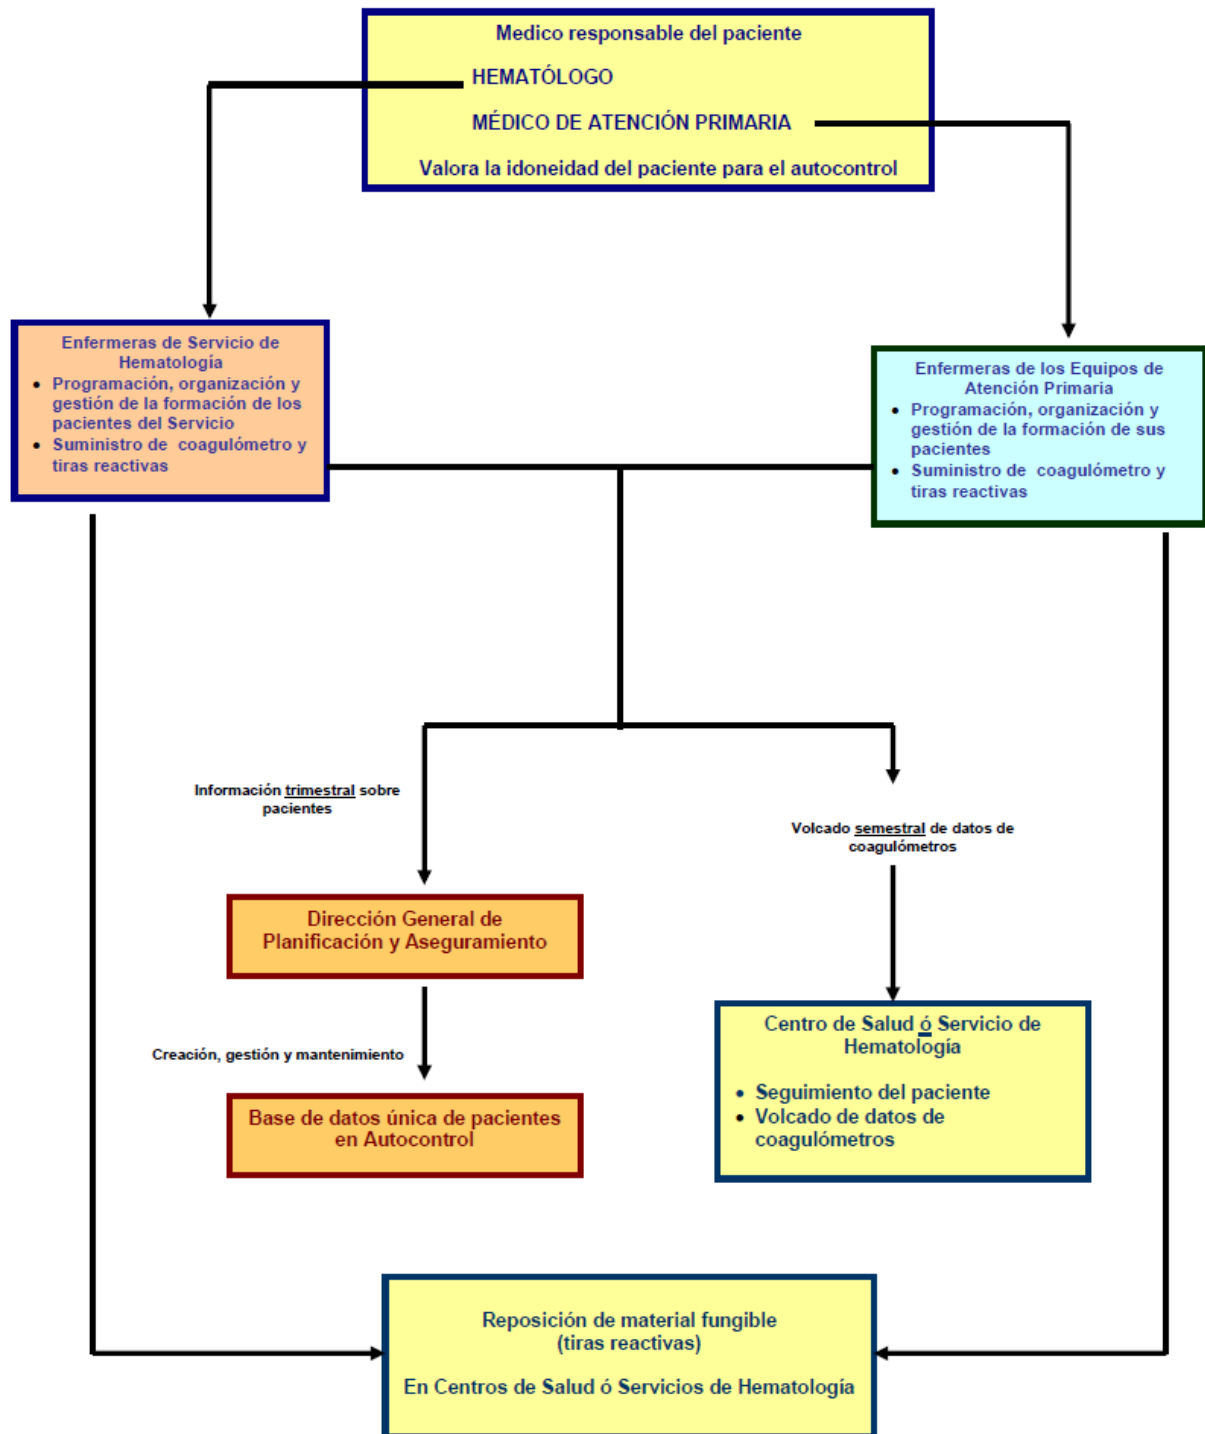 Medico responsable del paciente
HEMATÓLOGO
MÉDICO DE ATENCIÓN PRIMARIA
Valora la idoneidad del paciente para el autocontrol
Enfermeras de Servicio de
Hematología
• Programación, organización y
gestión de la formación de los
pacientes del Servicio
• Suministro de coagulómetro y
tiras reactivas
Enfermeras de los Equipos de
Atención Primaria
• Programación, organización y
gestión de la formación de sus
pacientes
• Suministro de coagulómetro y
tiras reactivas
Información trimestral sobre
pacientes
Volcado semestral de datos de
coagulómetros
Dirección General de
Planificación y Aseguramiento
Centro de Salud ó Servicio de
Hematología
• Seguimiento del paciente
• Volcado de datos de
coagulómetros
Creación, gestión y mantenimiento
Base de datos única de pacientes
en Autocontrol
Reposición de material fungible
(tiras reactivas)
En Centros de Salud ó Servicios de Hematología